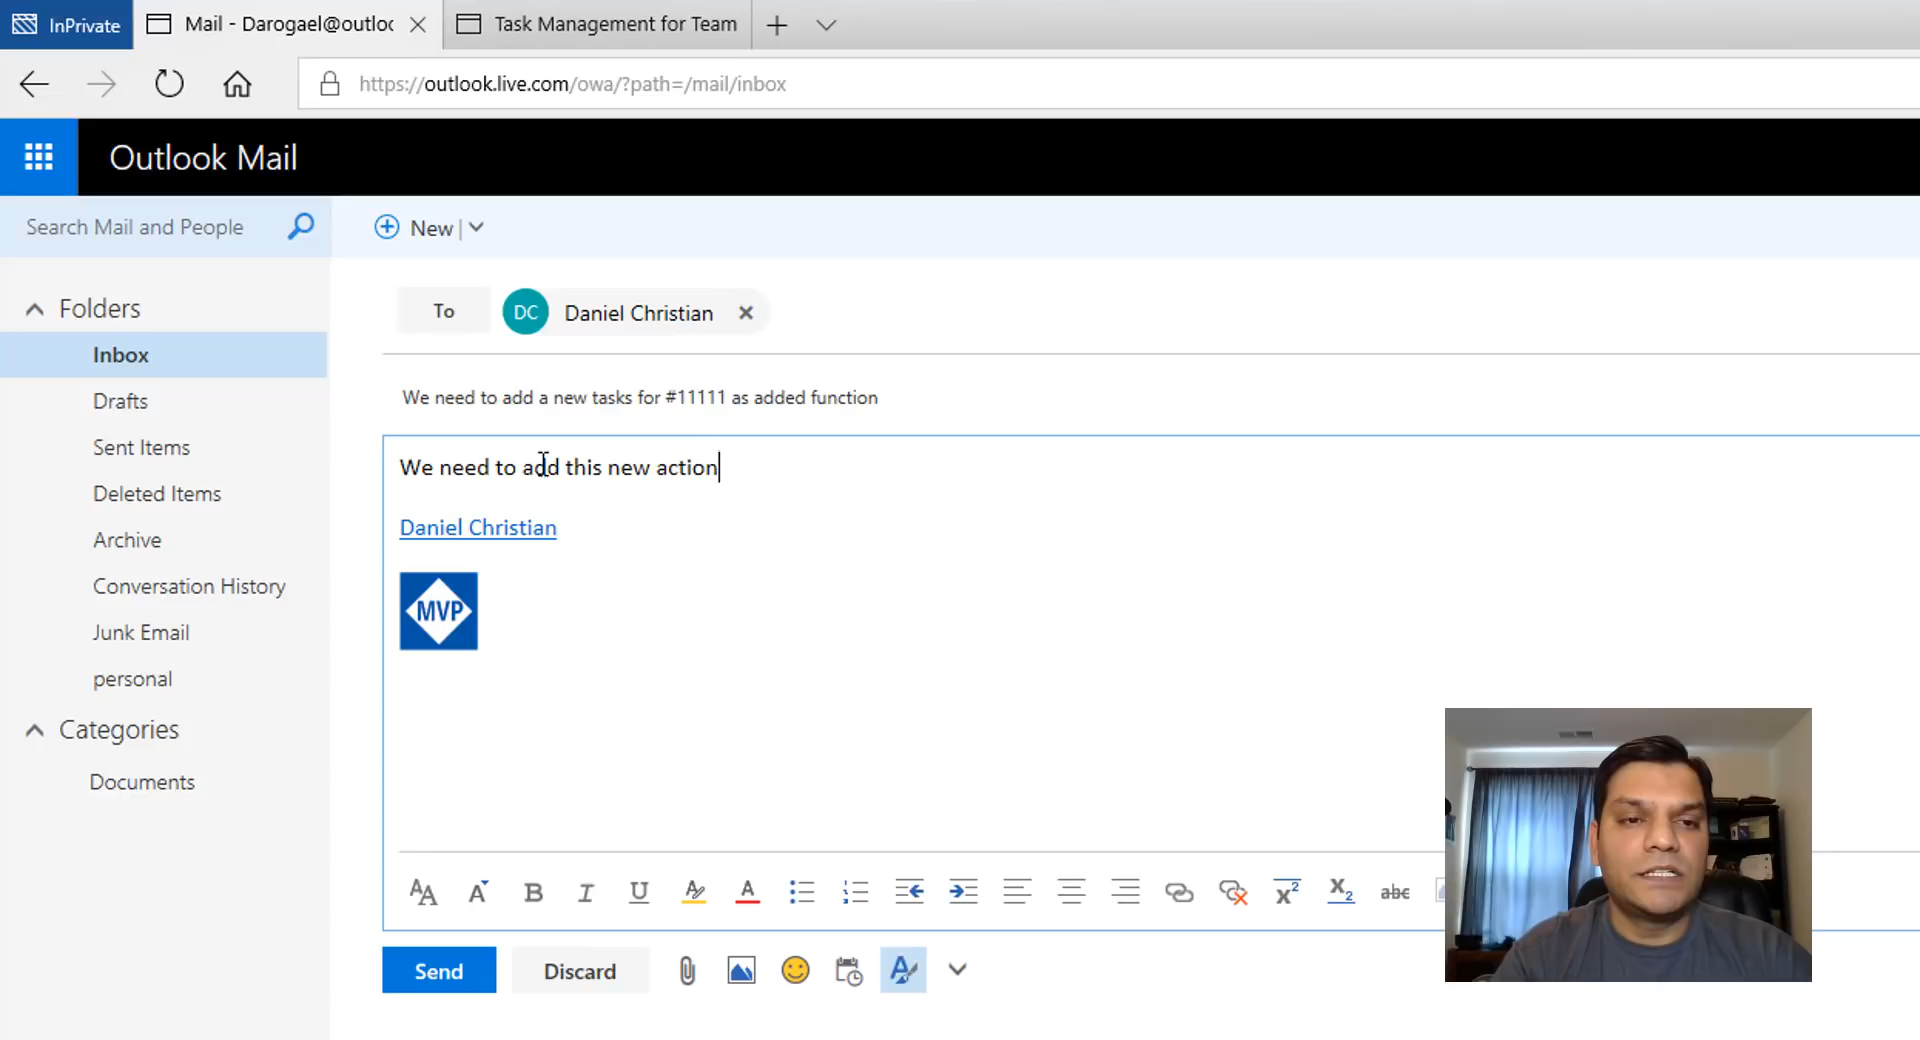 InPrivate
Mail - Darogael@outloc
Task Management for Team
https://outlook.live.com/owa/?path=/mail/inbox
Outlook Mail
Search Mail and People
New
Folders
Inbox
Drafts
Sent Items
Deleted Items
Archive
Conversation History
Junk Email
personal
Categories
Documents
To
DC
Daniel Christian
We need to add a new tasks for #11111 as added function
We need to add this new action
Daniel Christian
MVP
AA A B I U A abc
Send
Discard